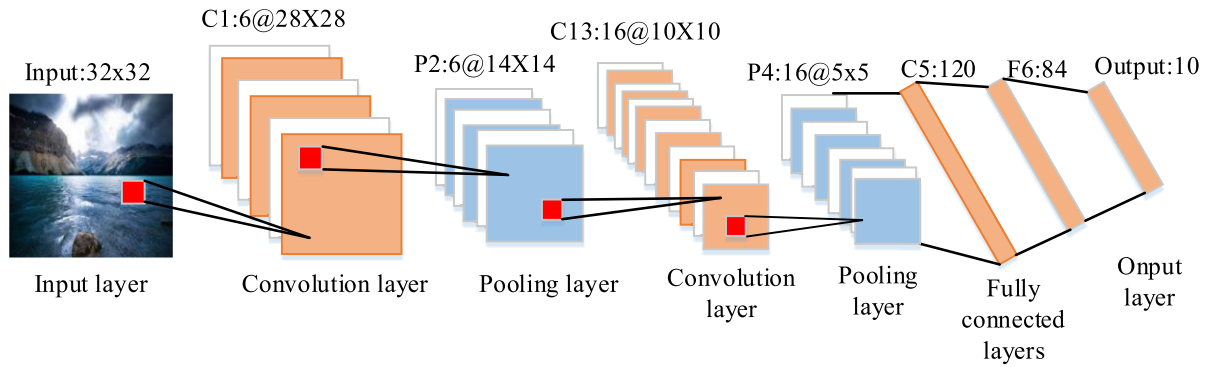 C1:6@28X28
C13:16@10X10
Input:32x32
P2:6@14X14
P4:16@5x5
C5:120
F6:84
Output:10
Input layer
Convolution layer
Pooling layer
Convolution
layer
Pooling
layer
Fully
connected
layers
Onput
layer